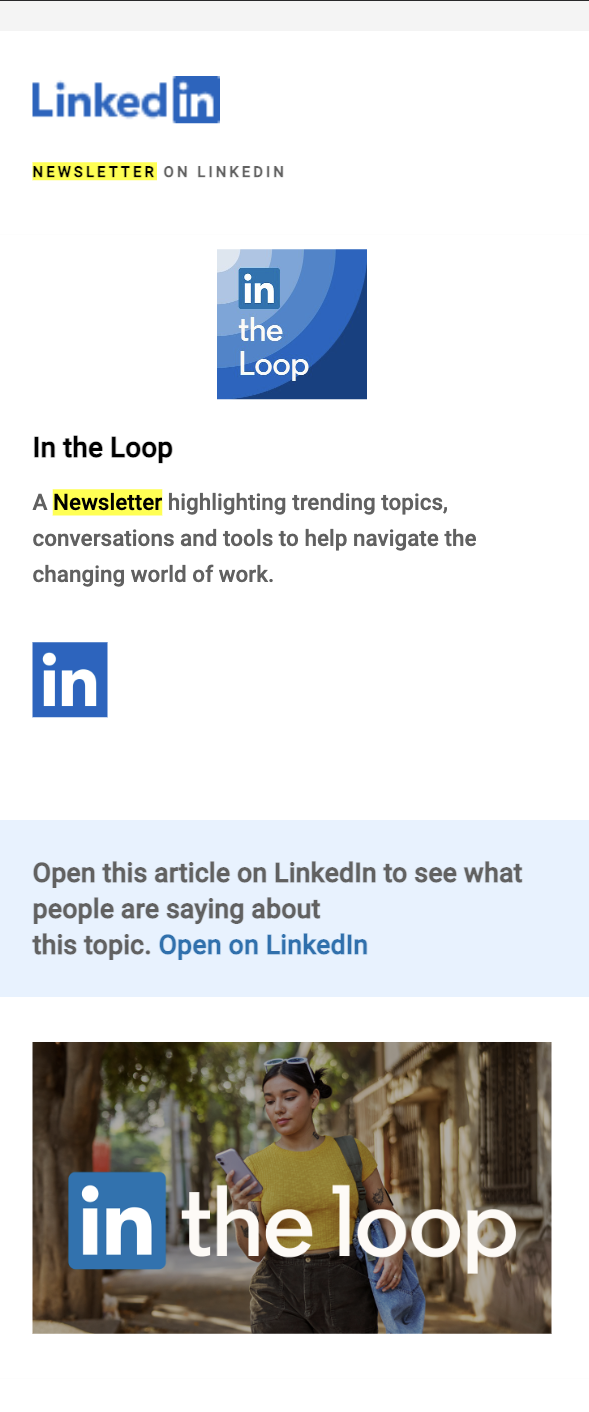 Linkedin
NEWSLETTER ON LINKEDIN
in
the
Loop
In the Loop
A Newsletter highlighting trending topics,
conversations and tools to help navigate the
changing world of work.
in
Open this article on LinkedIn to see what
people are saying about
this topic. Open on LinkedIn
in the loop